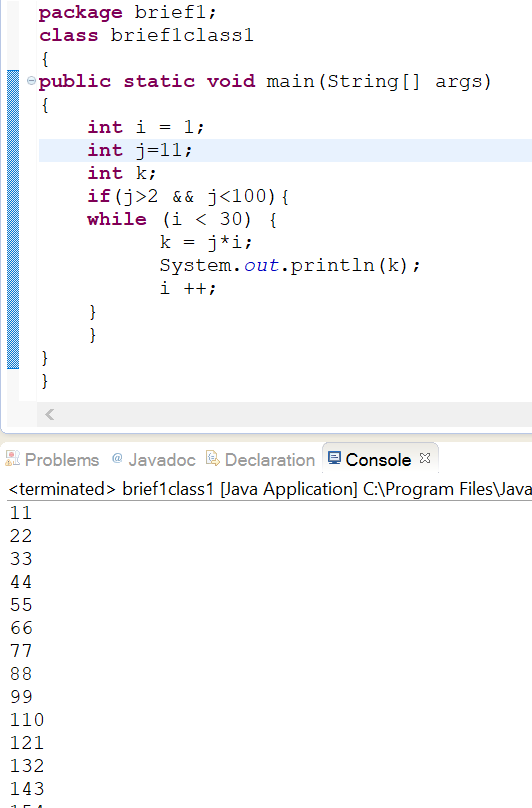 package brief1;
class brief1class1
{
public static void main(String[] args)
{
int i = 1;
int j=11;
int k;
if(j>2 && j<100){
while (i < 30) {
k = j*i;
System.out.println(k);
i ++;
}
}
}
}
Problems @ Javadoc Declaration Console
<terminated> brief1class1 [Java Application] C:\Program Files\Java
11
22
33
44
55
66
77
88
99
110
121
132
143